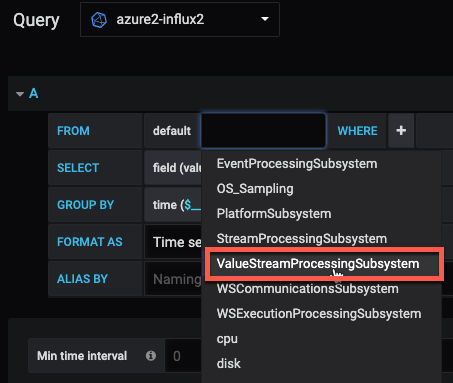 Query azure2-influx2
A
FROM default WHERE +
EventProcessingSubsystem
OS_Sampling
SELECT field (valu
PlatformSubsystem
GROUP BY time ($_
StreamProcessingSubsystem
FORMAT AS Time se
ValueStreamProcessingSubsystem
ALIAS BY Naming
WSCommunicationsSubsystem
WSExecutionProcessingSubsystem
cpu
Min time interval 0
disk